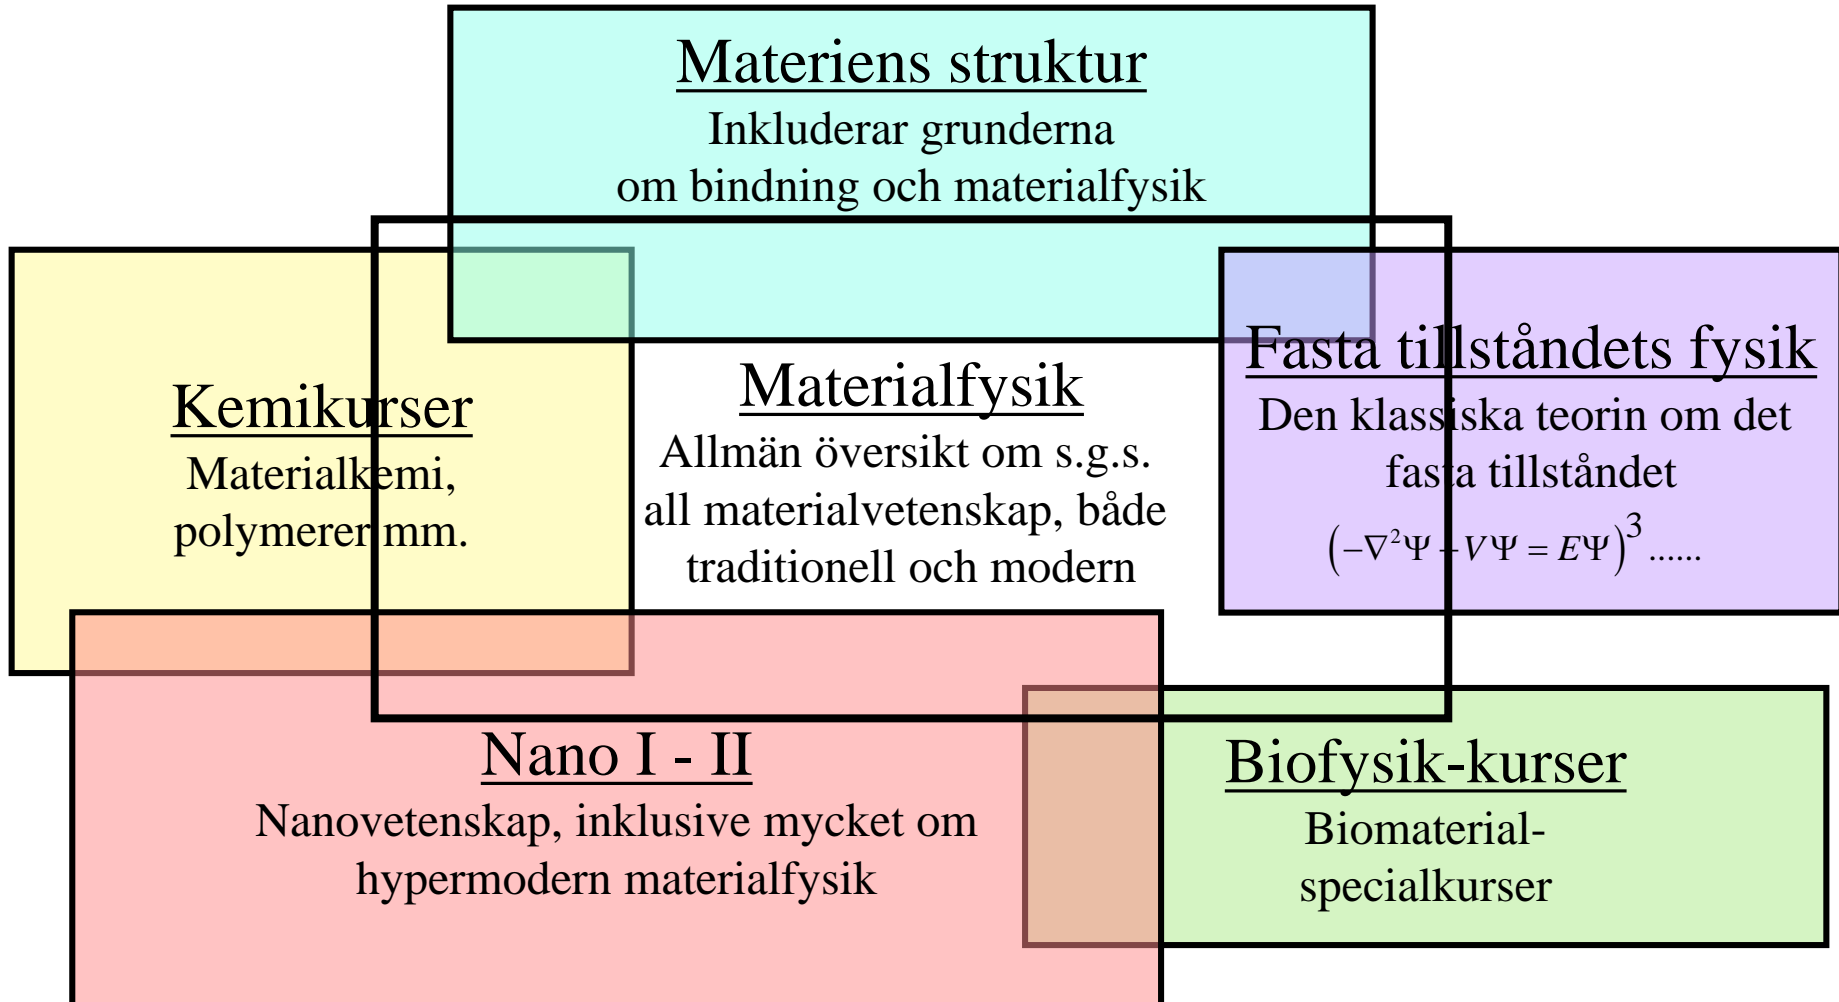 Materiens struktur
Inkluderar grunderna
om bindning och materialfysik
Kemikurser
Materialkemi,
polymerer mm.
Materialfysik
Allmän översikt om s.g.s.
all materialvetenskap, både
traditionell och modern
Fasta tillståndets fysik
Den klassiska teorin om det
fasta tillståndet
(−∇²Ψ + VΨ = EΨ)³ ......
Nano I - II
Nanovetenskap, inklusive mycket om
hypermodern materialfysik
Biofysik-kurser
Biomaterial-
specialkurser